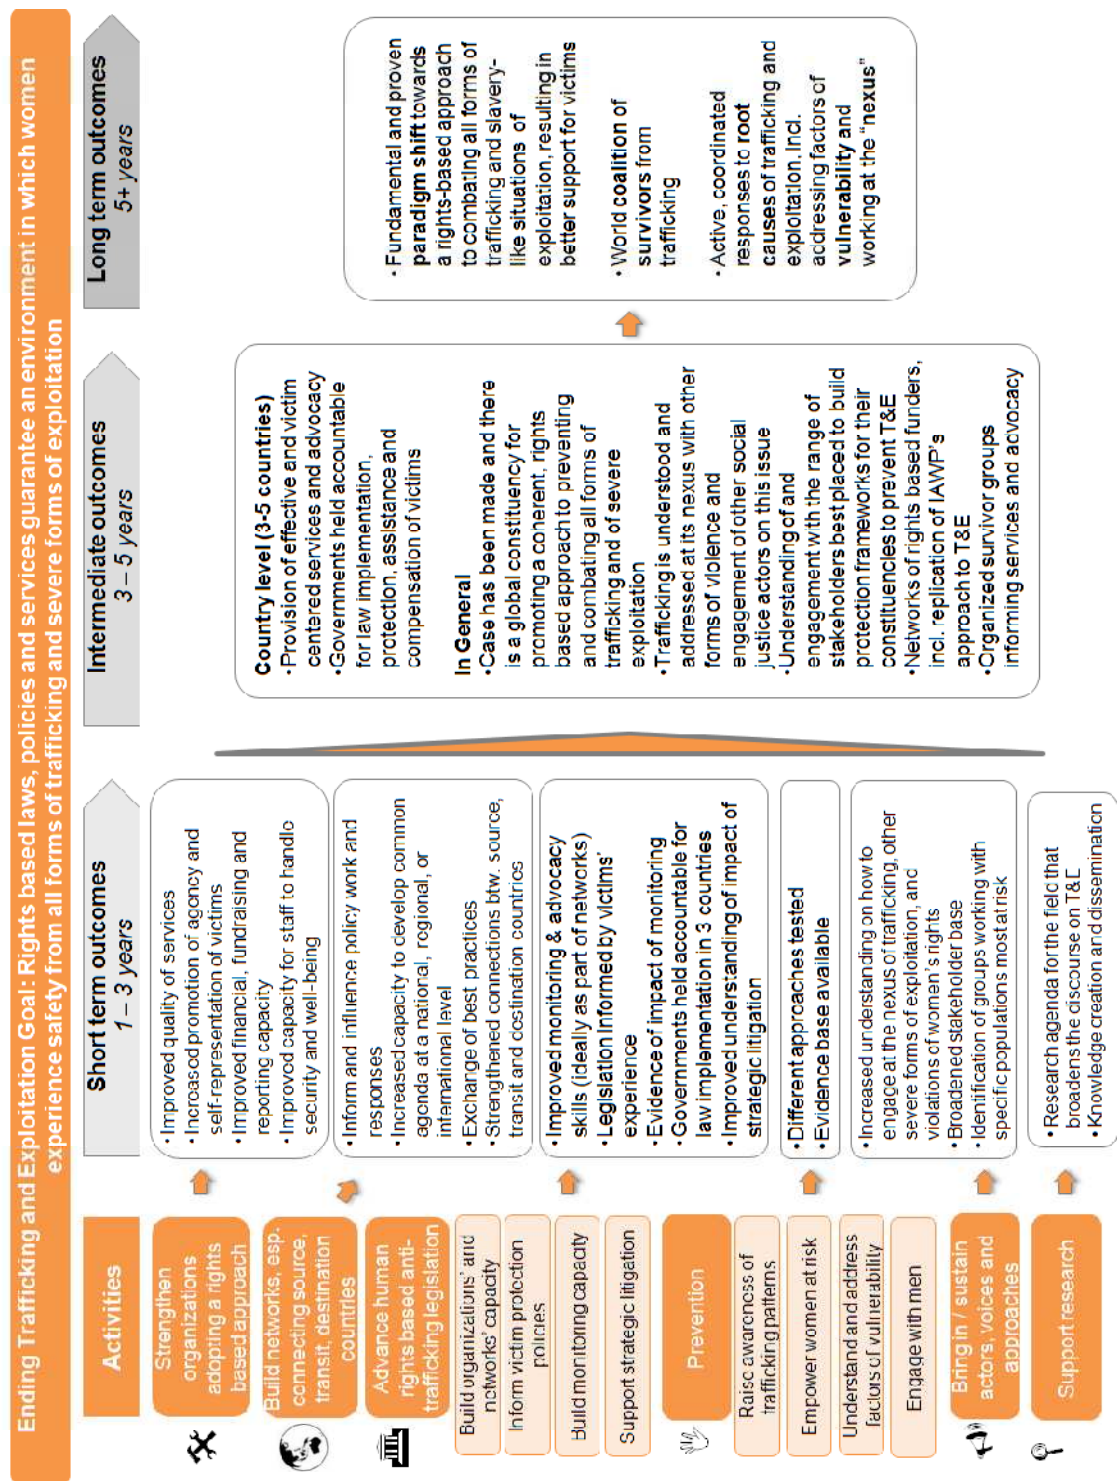 Ending Trafficking and Exploitation Goal: Rights based laws, policies and services guarantee an environment in which women
experience safety from all forms of trafficking and severe forms of exploitation
Activities
Short term outcomes
1 – 3 years
Intermediate outcomes
3 – 5 years
Long term outcomes
5+ years
Strengthen
organizations
adopting a rights
based approach
Build networks, esp.
connecting source,
transit, destination
countries
Advance human
rights based anti-
trafficking legislation
Build organizations' and
networks' capacity
Inform victim protection
policies
Build monitoring capacity
Support strategic litigation
Prevention
Raise awareness of
trafficking patterns
Empower women at risk
Understand and address
factors of vulnerability
Engage with men
Bring in / sustain
actors, voices and
approaches
Support research
• Improved quality of services
• Increased promotion of agency and
self-representation of victims
• Improved financial, fundraising and
reporting capacity
• Improved capacity for staff to handle
security and well-being
• Inform and influence policy work and
responses
• Increased capacity to develop common
agenda at a national, regional, or
international level
• Exchange of best practices
• Strengthened connections btw. source,
transit and destination countries
• Improved monitoring & advocacy
skills (ideally as part of networks)
• Legislation Informed by victims'
experience
• Evidence of impact of monitoring
• Governments held accountable for
law implementation in 3 countries
• Improved understanding of impact of
strategic litigation
• Different approaches tested
• Evidence base available
• Increased understanding on how to
engage at the nexus of trafficking, other
severe forms of exploitation, and
violations of woman's rights
• Broadened stakeholder base
• Identification of groups working with
specific populations most at risk
• Research agenda for the field that
broadens the discourse on T&E
• Knowledge creation and dissemination
Country level (3-5 countries)
• Provision of effective and victim
centered services and advocacy
• Governments held accountable
for law implementation,
protection, assistance and
compensation of victims
In General
• Case has been made and there
is a global constituency for
promoting a coherent, rights
based approach to preventing
and combating all forms of
trafficking and of severe
exploitation
• Trafficking is understood and
addressed at its nexus with other
forms of violence and
engagement of other social
justice actors on this issue
• Understanding of and
engagement with the range of
stakeholders best placed to build
protection frameworks for their
constituencies to prevent T&E
• Networks of rights based funders,
incl. replication of IAVP's
approach to T&E
• Organized survivor groups
informing services and advocacy
• Fundamental and proven
paradigm shift towards
a rights-based approach
to combating all forms of
trafficking and slavery-
like situations of
exploitation, resulting in
better support for victims
• World coalition of
survivors from
trafficking
• Active, coordinated
responses to root
causes of trafficking and
exploitation, Incl.
addressing factors of
vulnerability and
working at the "nexus"